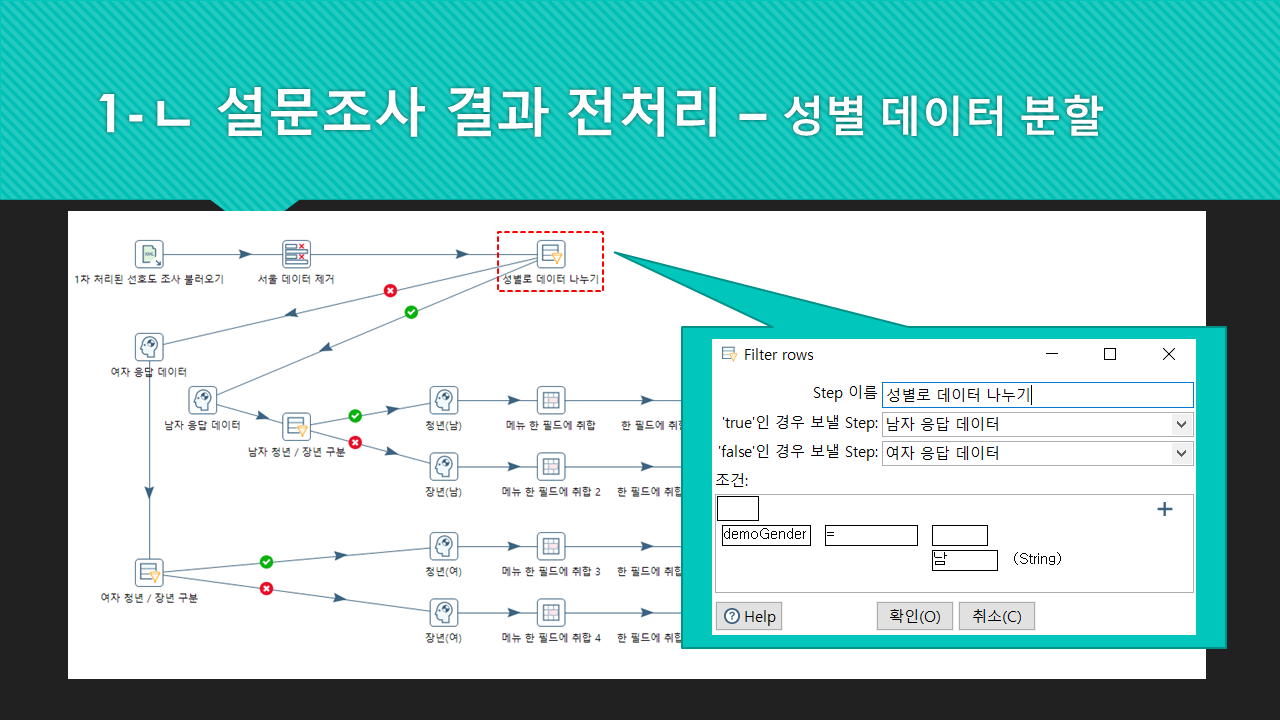 1-ㄴ 설문조사 결과 전처리 – 성별 데이터 분할
1차 처리된 선호도 조사 불러오기
서울 데이터 제거
성별로 데이터 나누기
여자 응답 데이터
남자 응답 데이터
남자 청년 / 장년 구분
청년(남)
메뉴 한 필드에 취합
한 필드에 취합
장년(남)
메뉴 한 필드에 취합 2
한 필드에 취합
청년(여)
메뉴 한 필드에 취합 3
한 필드에 취합
여자 청년 / 장년 구분
장년(여)
메뉴 한 필드에 취합 4
한 필드에 취합
Filter rows
Step 이름 성별로 데이터 나누기
'true'인 경우 보낼 Step: 남자 응답 데이터
'false'인 경우 보낼 Step: 여자 응답 데이터
조건:
demoGender =
남 (String)
Help 확인(O) 취소(C)